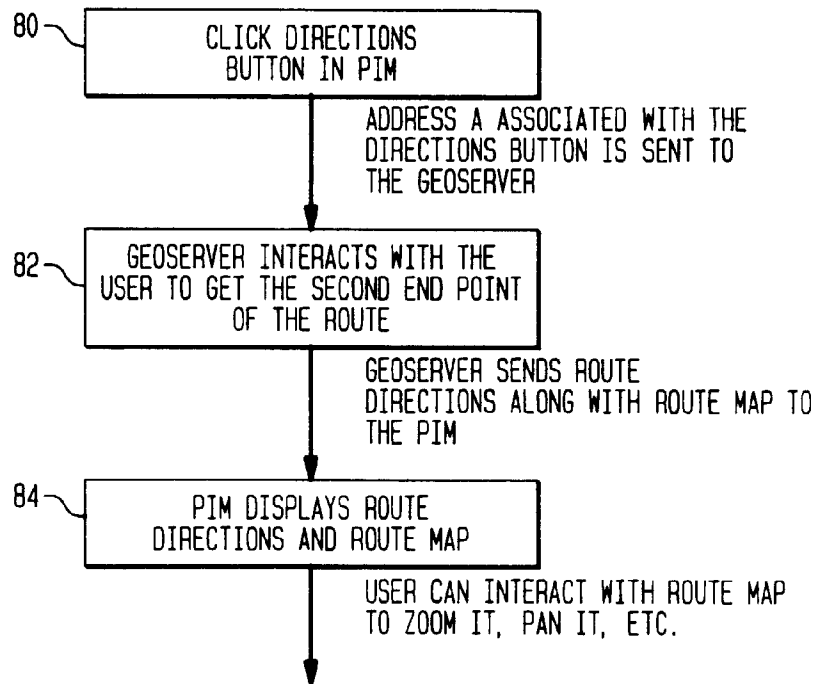 80
CLICK DIRECTIONS
BUTTON IN PIM
ADDRESS A ASSOCIATED WITH THE
DIRECTIONS BUTTON IS SENT TO
THE GEOSERVER
82
GEOSERVER INTERACTS WITH THE
USER TO GET THE SECOND END POINT
OF THE ROUTE
GEOSERVER SENDS ROUTE
DIRECTIONS ALONG WITH ROUTE MAP TO
THE PIM
84
PIM DISPLAYS ROUTE
DIRECTIONS AND ROUTE MAP
USER CAN INTERACT WITH ROUTE MAP
TO ZOOM IT, PAN IT, ETC.